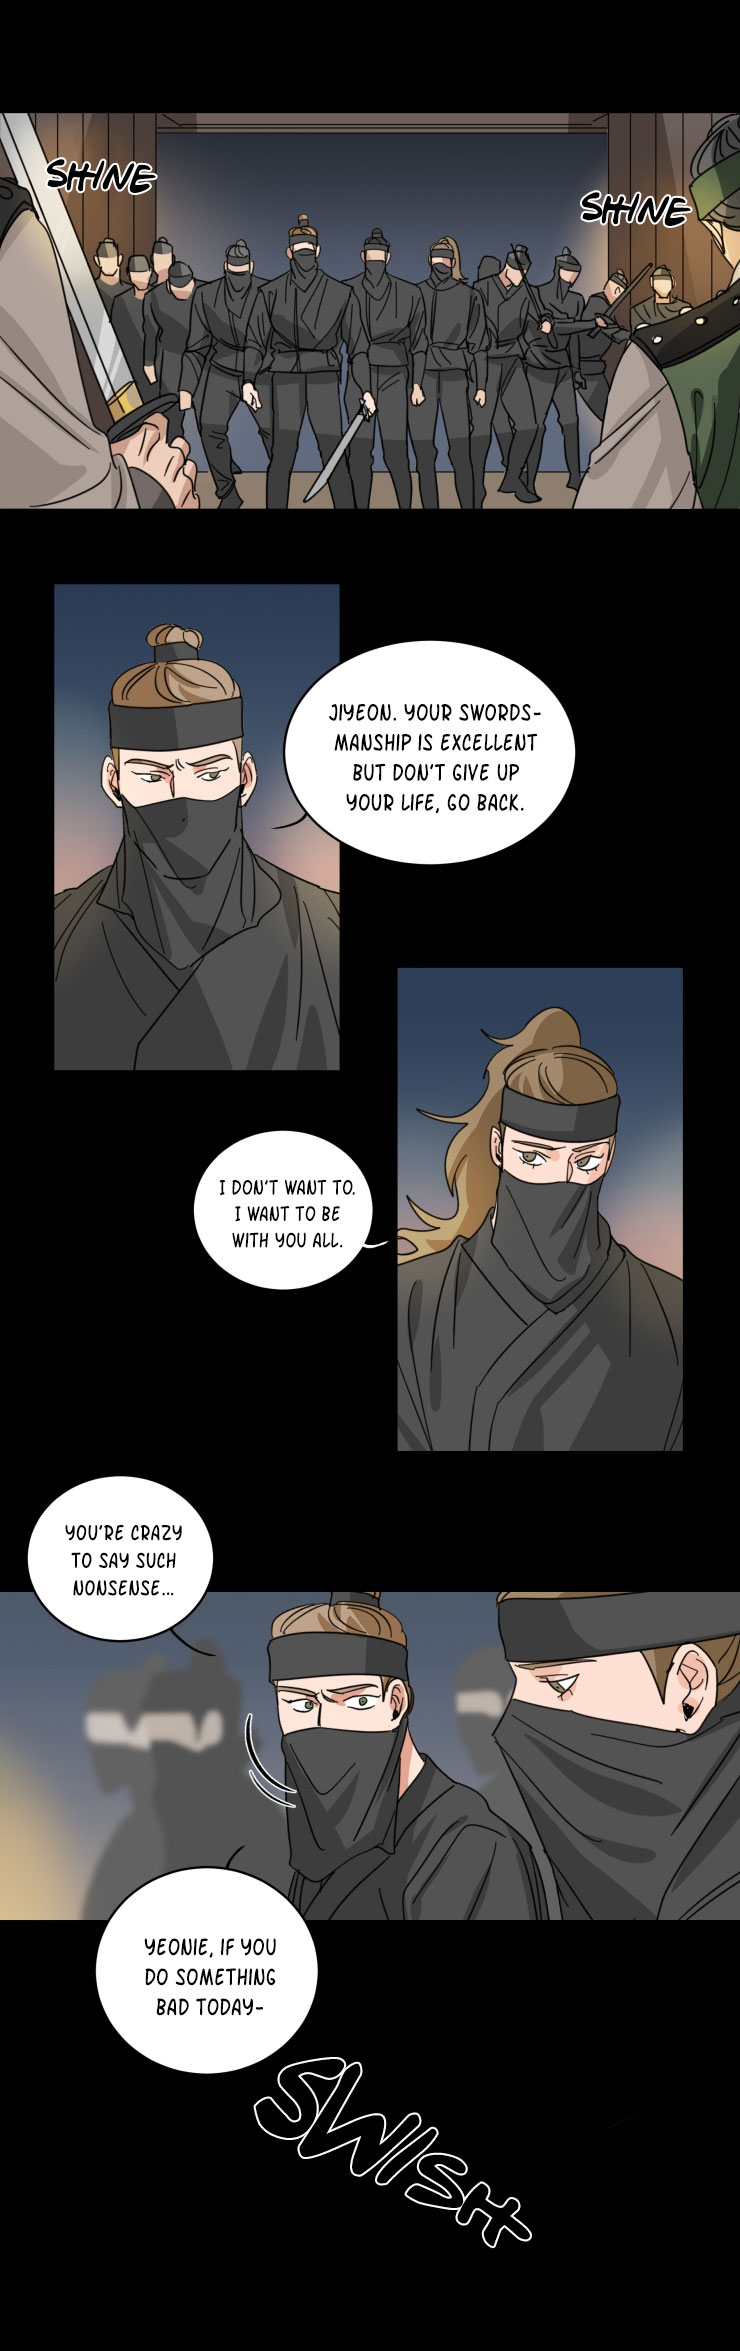 SHINE
SHINE
JIYEON. YOUR SWORDS-
MANSHIP IS EXCELLENT
BUT DON'T GIVE UP
YOUR LIFE, GO BACK.
I DON'T WANT TO.
I WANT TO BE
WITH YOU ALL.
YOU'RE CRAZY
TO SAY SUCH
NONSENSE...
YEONIE, IF YOU
DO SOMETHING
BAD TODAY-
SWISH